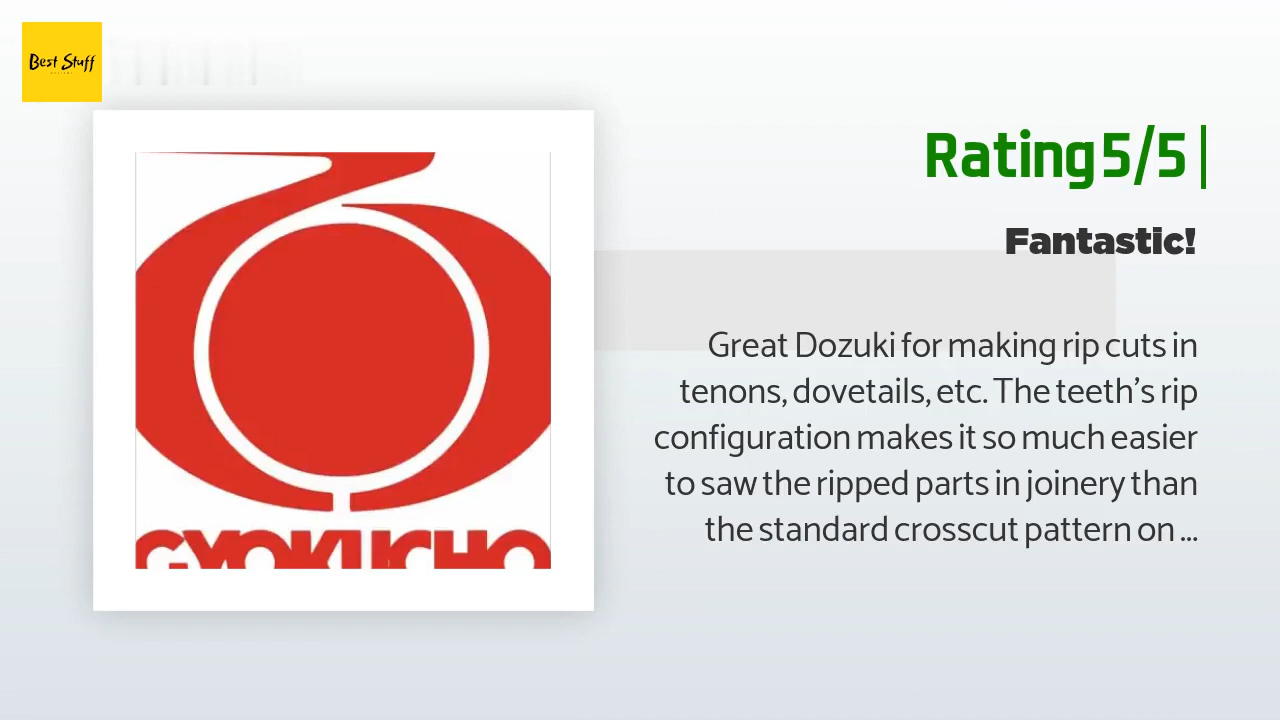 Best Stuff
Rating 5/5 |
Fantastic!
Great Dozuki for making rip cuts in
tenons, dovetails, etc. The teeth's rip
configuration makes it so much easier
to saw the ripped parts in joinery than
the standard crosscut pattern on ...
GYOKUCHO